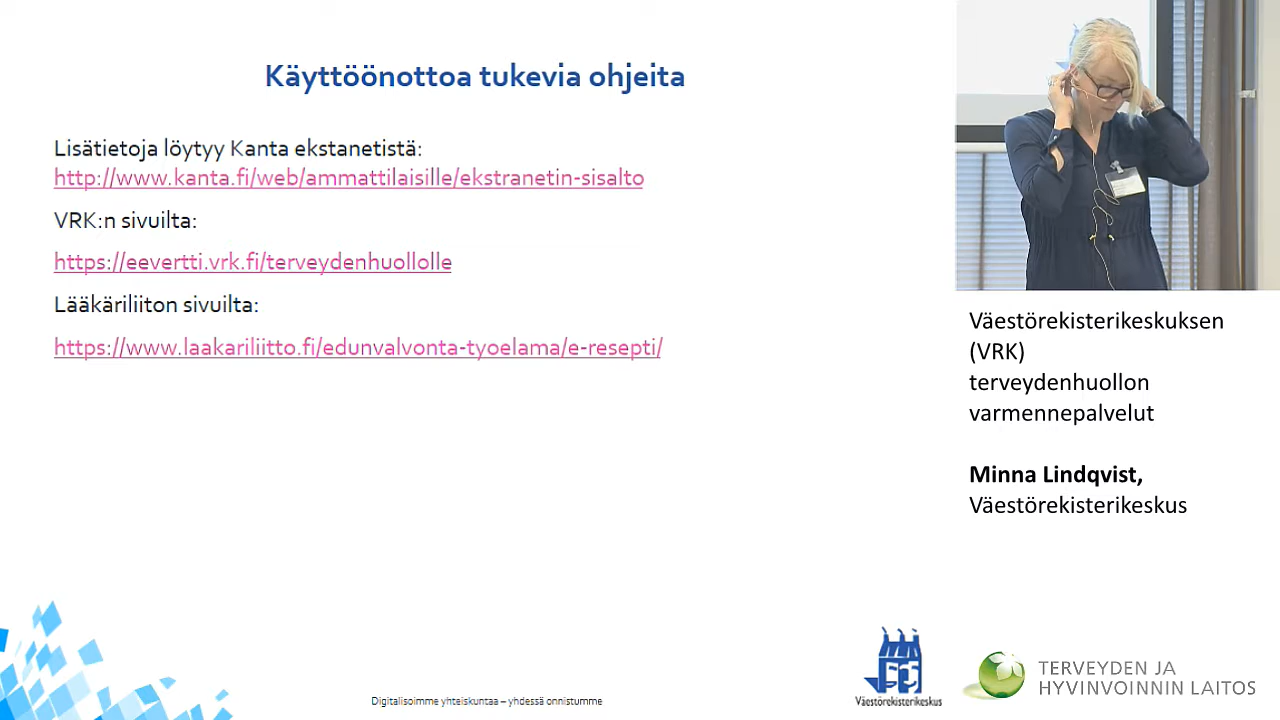 Käyttöönottoa tukevia ohjeita
Lisätietoja löytyy Kanta ekstanetistä:
http://www.kanta.fi/web/ammattilaisille/ekstranetin-sisalto
VRK:n sivuilta:
https://eevertti.vrk.fi/terveydenhuollolle
Lääkäriliiton sivuilta:
https://www.laakariliitto.fi/edunvalvonta-tyoelama/e-resepti/
Väestörekisterikeskuksen
(VRK)
terveydenhuollon
varmennepalvelut
Minna Lindqvist,
Väestörekisterikeskus
Digitalisoimme yhteiskuntaa – yhdessä onnistumme
Väestörekisterikeskus
TERVEYDEN JA
HYVINVOINNIN LAITOS